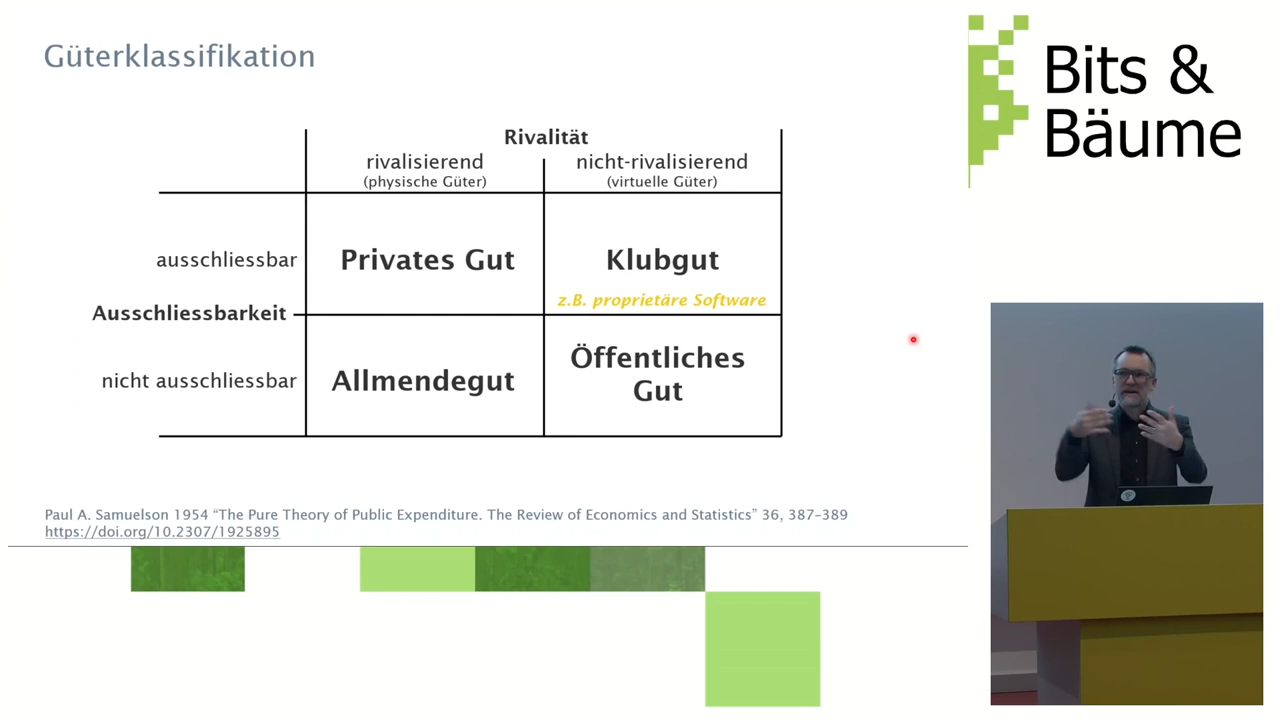 Güterklassifikation
Bits &
Bäume
Rivalität
rivalisierend
nicht-rivalisierend
(physische Güter)
(virtuelle Güter)
ausschliessbar
Privates Gut
Klubgut
z.B. proprietäre Software
Ausschliessbarkeit
nicht ausschliessbar
Allmendegut
Öffentliches
Gut
Paul A. Samuelson 1954 “The Pure Theory of Public Expenditure. The Review of Economics and Statistics” 36, 387–389
https://doi.org/10.2307/1925895